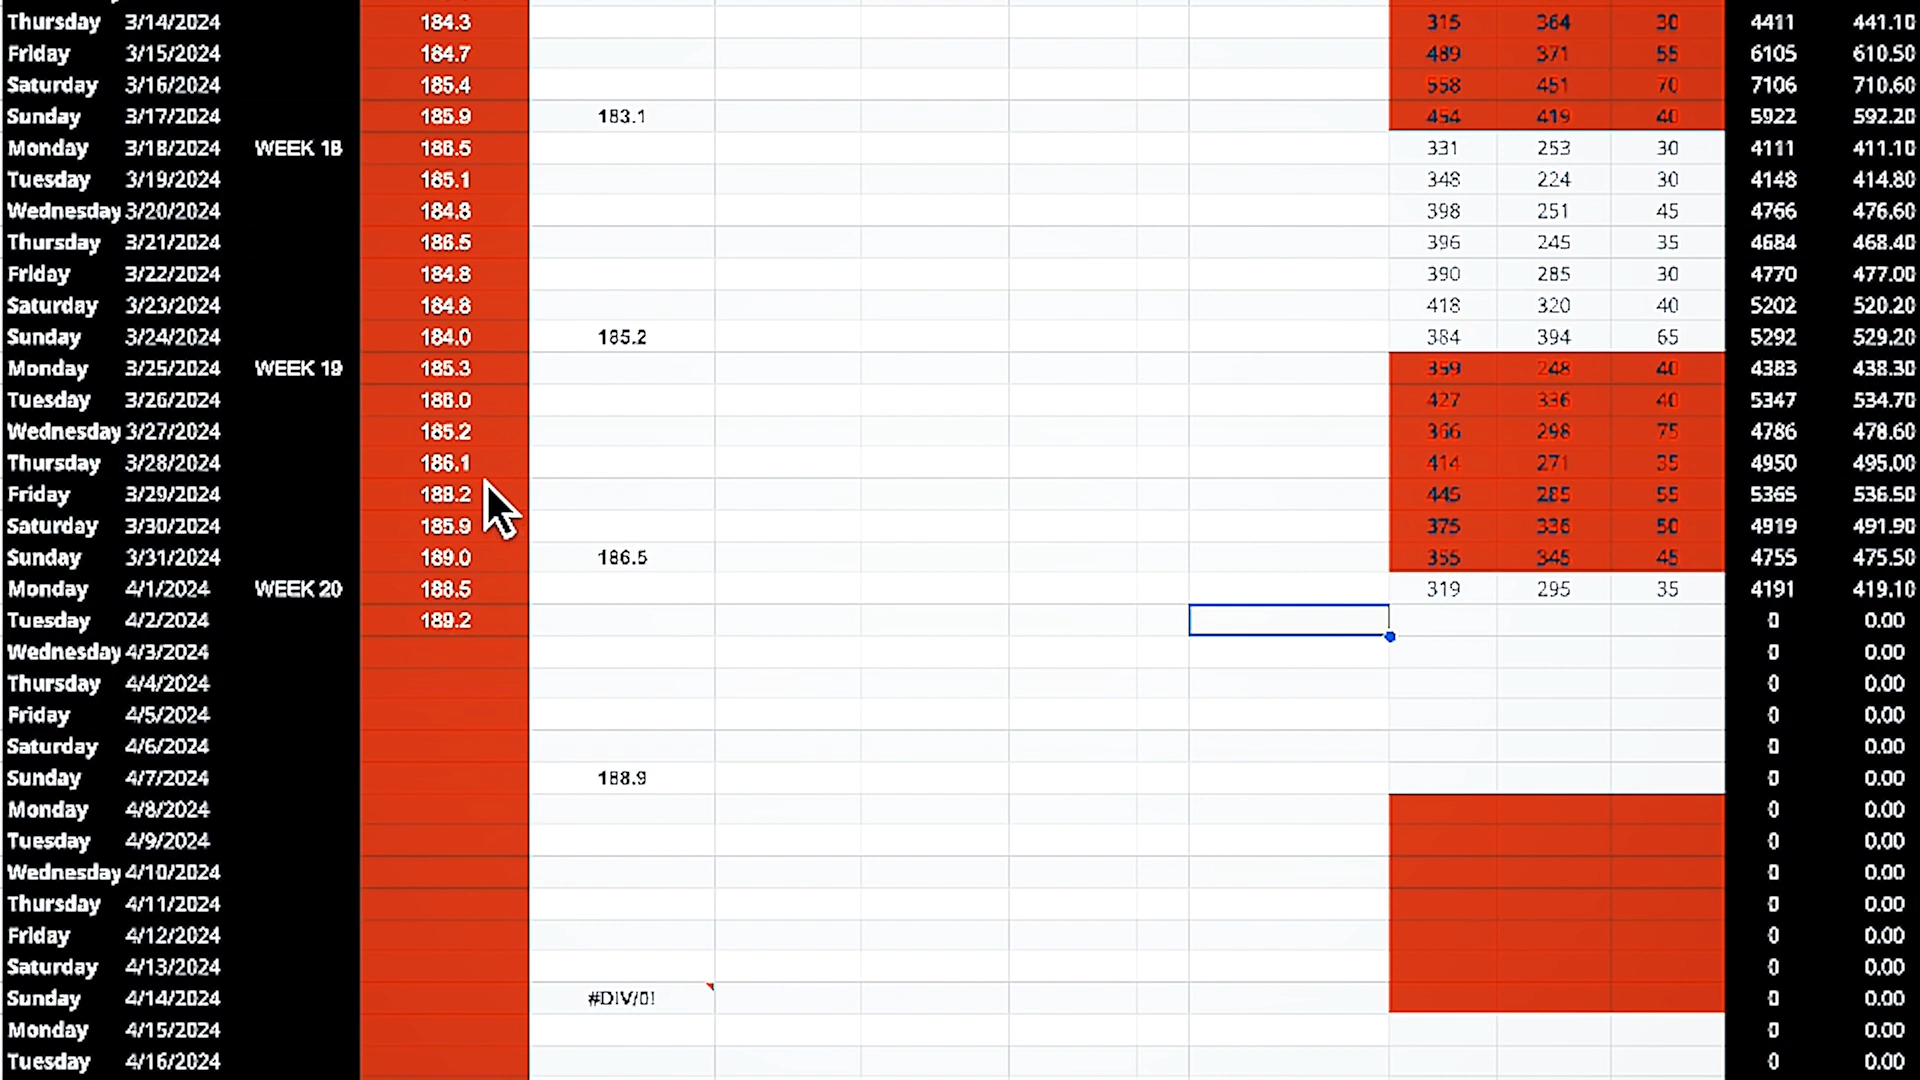 Thursday 3/14/2024 184.3 315 364 30 4411 441.10
Friday 3/15/2024 184.7 489 371 55 6105 610.50
Saturday 3/16/2024 185.4 558 451 70 7106 710.60
Sunday 3/17/2024 185.9 183.1 454 419 40 5922 592.20
Monday 3/18/2024 WEEK 18 186.5 331 253 30 4111 411.10
Tuesday 3/19/2024 185.1 348 224 30 4148 414.80
Wednesday 3/20/2024 184.8 398 251 45 4766 476.60
Thursday 3/21/2024 186.5 396 245 35 4684 468.40
Friday 3/22/2024 184.8 390 285 30 4770 477.00
Saturday 3/23/2024 184.8 418 320 40 5202 520.20
Sunday 3/24/2024 184.0 185.2 384 394 65 5292 529.20
Monday 3/25/2024 WEEK 19 185.3 359 248 40 4383 438.30
Tuesday 3/26/2024 186.0 427 336 40 5347 534.70
Wednesday 3/27/2024 185.2 366 298 75 4786 478.60
Thursday 3/28/2024 186.1 414 271 35 4950 495.00
Friday 3/29/2024 188.2 445 285 55 5365 536.50
Saturday 3/30/2024 185.9 375 336 50 4919 491.90
Sunday 3/31/2024 189.0 186.5 355 345 45 4755 475.50
Monday 4/1/2024 WEEK 20 188.5 319 295 35 4191 419.10
Tuesday 4/2/2024 189.2 0 0.00
Wednesday 4/3/2024 0 0.00
Thursday 4/4/2024 0 0.00
Friday 4/5/2024 0 0.00
Saturday 4/6/2024 0 0.00
Sunday 4/7/2024 188.9 0 0.00
Monday 4/8/2024 0 0.00
Tuesday 4/9/2024 0 0.00
Wednesday 4/10/2024 0 0.00
Thursday 4/11/2024 0 0.00
Friday 4/12/2024 0 0.00
Saturday 4/13/2024 0 0.00
Sunday 4/14/2024 #DIV/0! 0 0.00
Monday 4/15/2024 0 0.00
Tuesday 4/16/2024 0 0.00